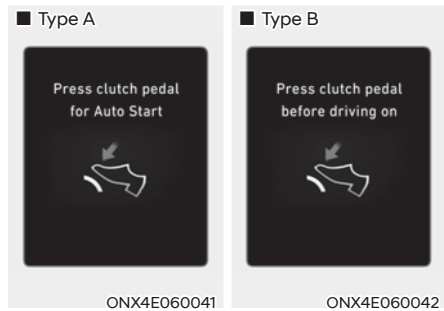 ■ Type A
Press clutch pedal
for Auto Start
ONX4E060041
■ Type B
Press clutch pedal
before driving on
ONX4E060042